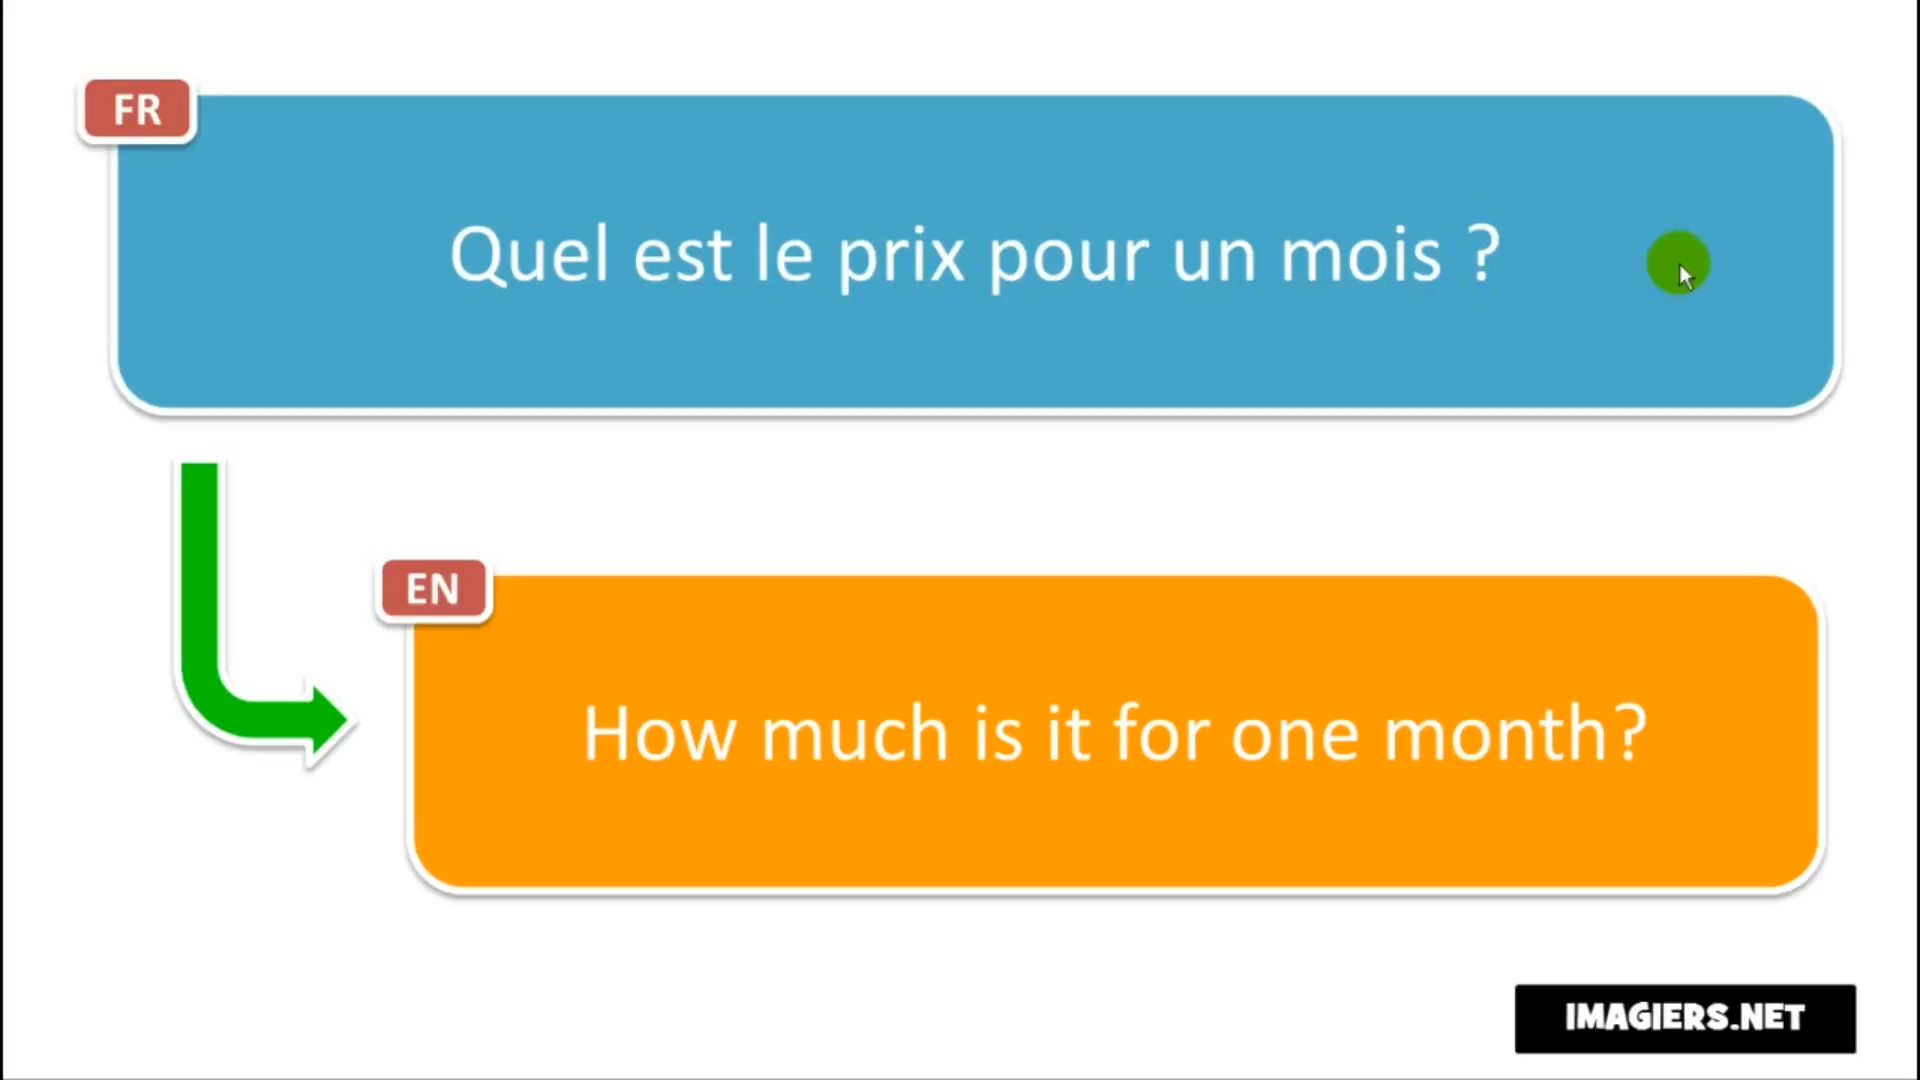 FR
Quel est le prix pour un mois ?
EN
How much is it for one month?
IMAGIERS.NET